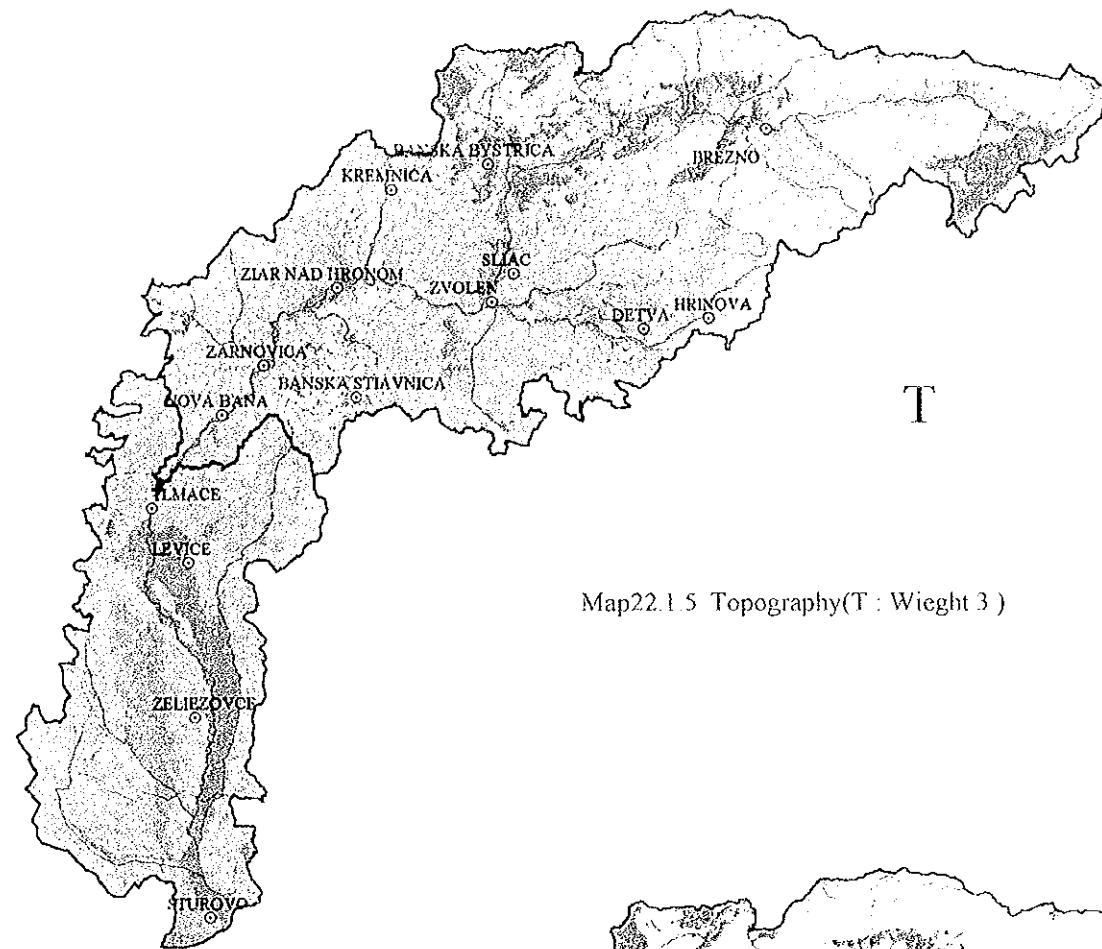 BANSKA BYSTRICA
BREZNO
KREMNICA
SLIAC
ZIAR NAD HRONOM
ZVOLEN
DETVA
HRINOVA
ZARNOVICA
BANSKA STIAVNICA
NOVA BANA
T
TLMACE
LEVICE
Map22.1.5 Topography(T : Wieght 3 )
ZELIEZOVCE
STUROVO